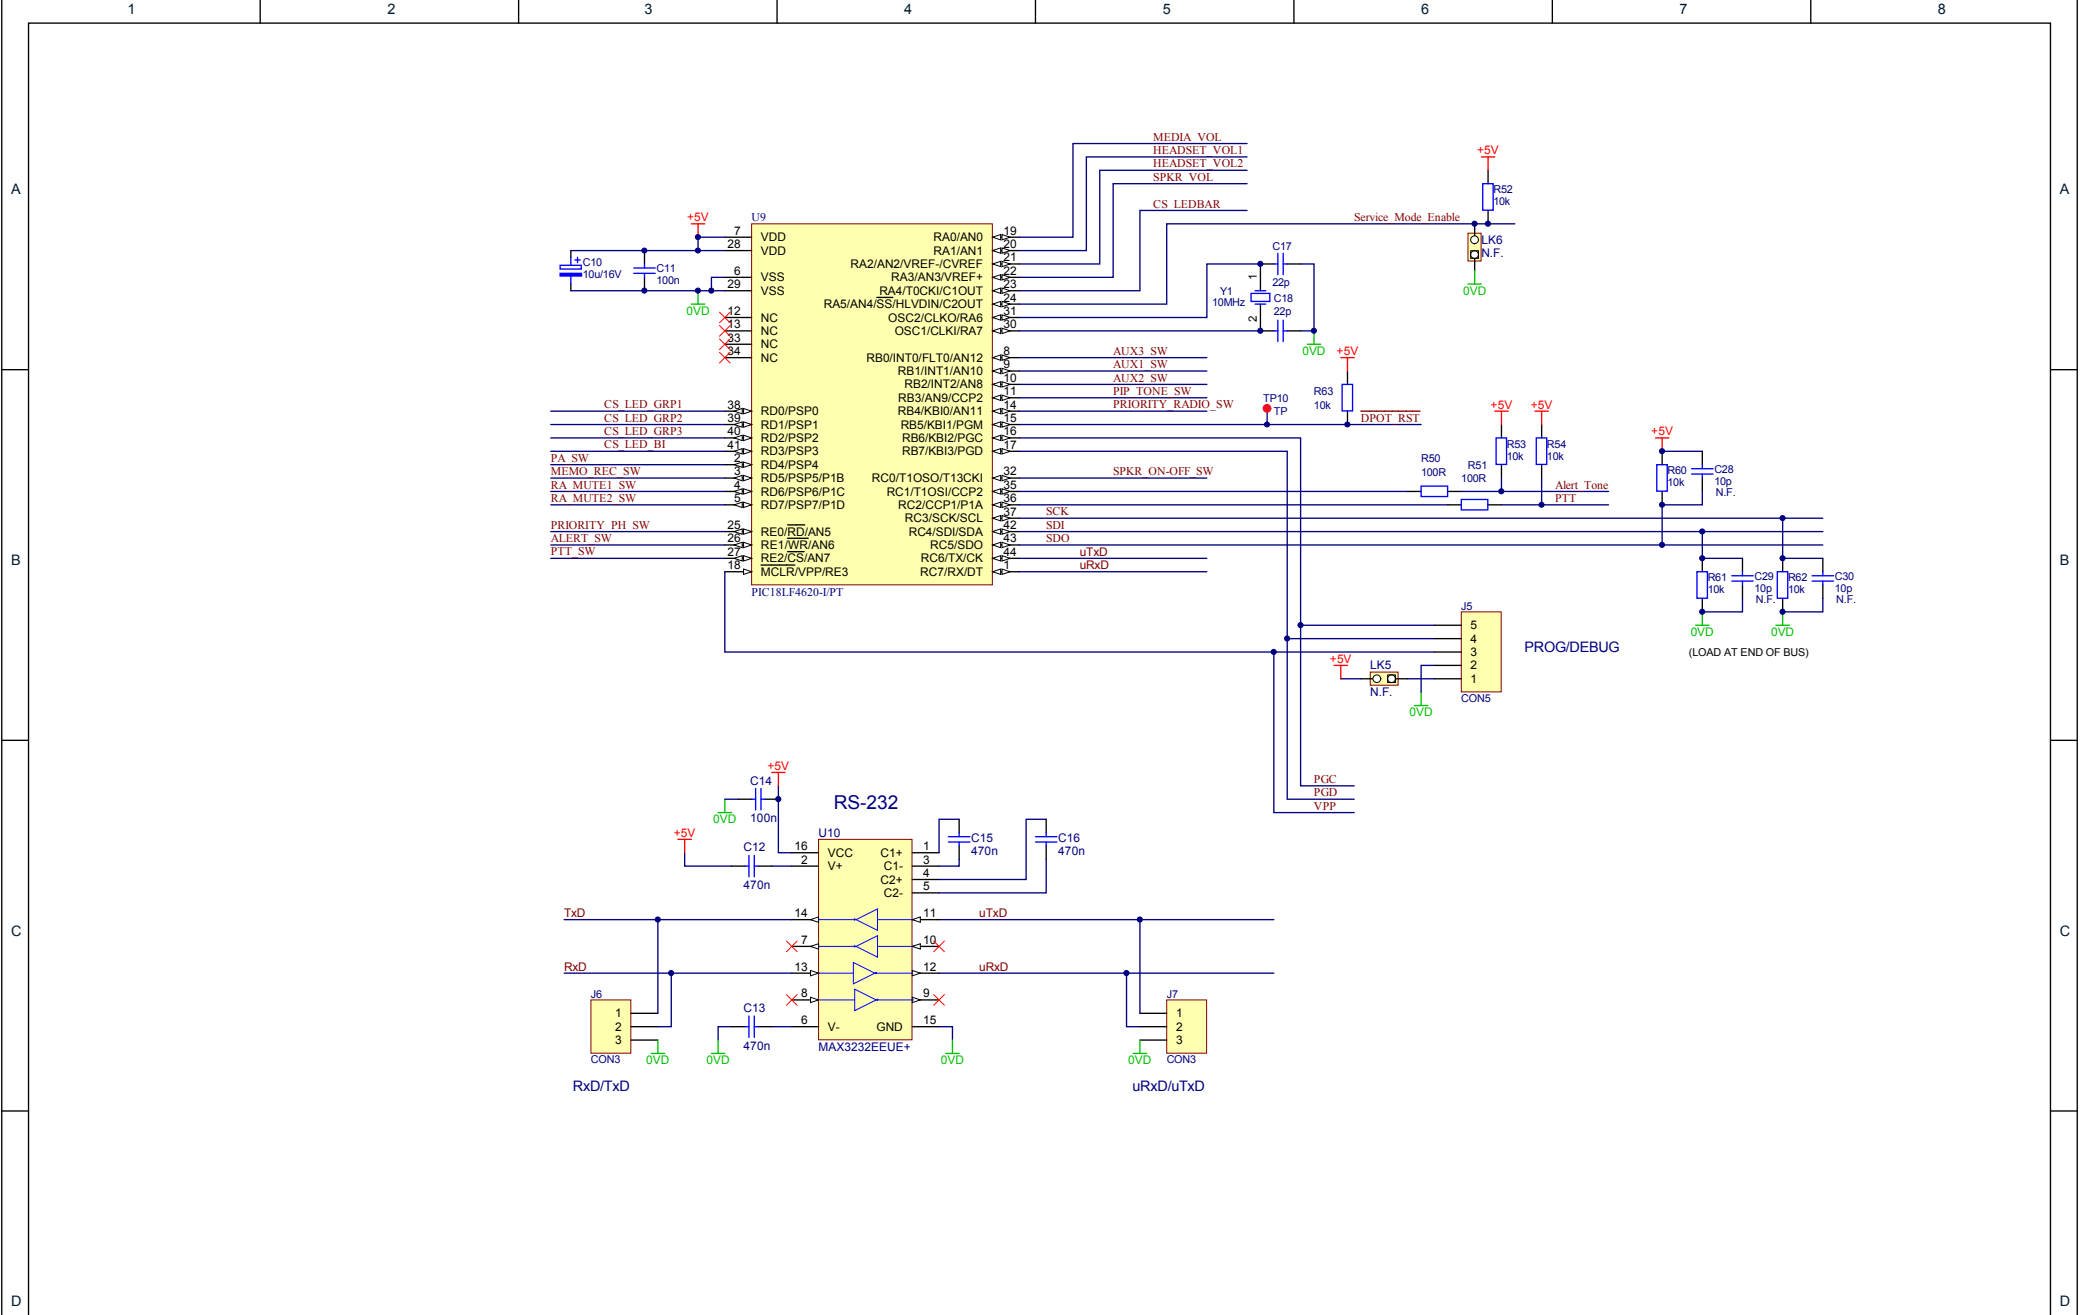 1 2 3 4 5 6 7 8
A
B
C
D
A
B
C
D
U9
PIC18LF4620-I/PT
7 VDD
28 VDD
6 VSS
29 VSS
12 NC
13 NC
33 NC
34 NC
38 RD0/PSP0
39 RD1/PSP1
40 RD2/PSP2
41 RD3/PSP3
2 RD4/PSP4
3 RD5/PSP5/P1B
4 RD6/PSP6/P1C
5 RD7/PSP7/P1D
25 RE0/RD/AN5
26 RE1/WR/AN6
27 RE2/CS/AN7
18 MCLR/VPP/RE3
RA0/AN0 19
RA1/AN1 20
RA2/AN2/VREF-/CVREF 21
RA3/AN3/VREF+ 22
RA4/T0CKI/C1OUT 23
RA5/AN4/SS/HLVDIN/C2OUT 24
OSC2/CLKO/RA6 31
OSC1/CLKI/RA7 30
RB0/INT0/FLT0/AN12 8
RB1/INT1/AN10 9
RB2/INT2/AN8 10
RB3/AN9/CCP2 11
RB4/KBI0/AN11 14
RB5/KBI1/PGM 15
RB6/KBI2/PGC 16
RB7/KBI3/PGD 17
RC0/T1OSO/T13CKI 32
RC1/T1OSI/CCP2 35
RC2/CCP1/P1A 36
RC3/SCK/SCL 37
RC4/SDI/SDA 42
RC5/SDO 43
RC6/TX/CK 44
RC7/RX/DT 1
+5V
C10
10u/16V
C11
100n
0VD
CS_LED_GRP1
CS_LED_GRP2
CS_LED_GRP3
CS_LED_BI
PA_SW
MEMO_REC_SW
RA_MUTE1_SW
RA_MUTE2_SW
PRIORITY_PH_SW
ALERT_SW
PTT_SW
MEDIA_VOL
HEADSET_VOL1
HEADSET_VOL2
SPKR_VOL
CS_LEDBAR
Service_Mode_Enable
+5V
R52
10k
LK6
N.F.
0VD
C17
22p
Y1
10MHz
1
2
C18
22p
0VD
AUX3_SW
AUX1_SW
AUX2_SW
PIP_TONE_SW
PRIORITY_RADIO_SW
TP10
TP
+5V
R63
10k
DPOT_RST
SPKR_ON-OFF_SW
R50
100R
R51
100R
+5V
R53
10k
+5V
R54
10k
Alert_Tone
PTT
SCK
SDI
SDO
uTxD
uRxD
+5V
R60
10k
C28
10p
N.F.
R61
10k
C29
10p
N.F.
R62
10k
C30
10p
N.F.
0VD
0VD
(LOAD AT END OF BUS)
J5
5
4
3
2
1
CON5
PROG/DEBUG
+5V
LK5
N.F.
0VD
PGC
PGD
VPP
RS-232
+5V
C14
100n
0VD
+5V
C12
470n
U10
MAX3232EEUE+
16 VCC
2 V+
C1+ 1
C1- 3
C2+ 4
C2- 5
C15
470n
C16
470n
TxD 14 11 uTxD
7 10
RxD 13 12 uRxD
8 9
6 V- GND 15
C13
470n
0VD
0VD
J6
1
2
3
CON3
0VD
RxD/TxD
J7
1
2
3
CON3
0VD
uRxD/uTxD